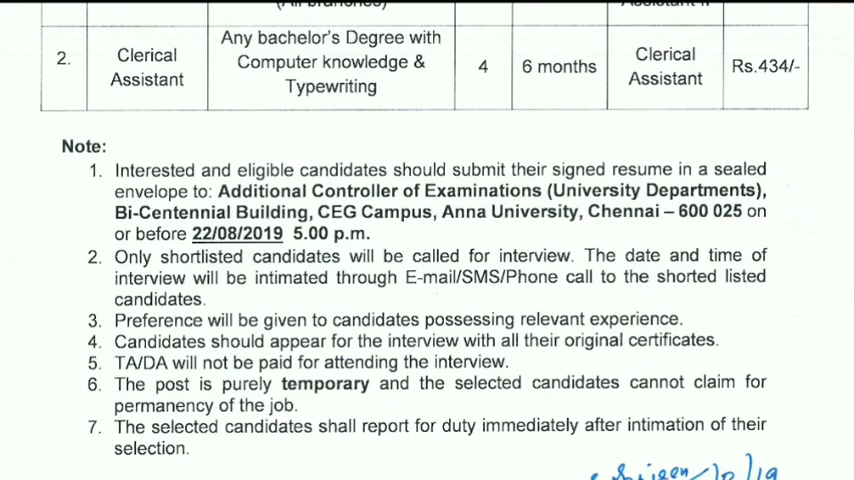 2. Clerical Assistant Any bachelor's Degree with Computer knowledge & Typewriting 4 6 months Clerical Assistant Rs.434/-
Note:
1. Interested and eligible candidates should submit their signed resume in a sealed
envelope to: Additional Controller of Examinations (University Departments),
Bi-Centennial Building, CEG Campus, Anna University, Chennai – 600 025 on
or before 22/08/2019 5.00 p.m.
2. Only shortlisted candidates will be called for interview. The date and time of
interview will be intimated through E-mail/SMS/Phone call to the shorted listed
candidates.
3. Preference will be given to candidates possessing relevant experience.
4. Candidates should appear for the interview with all their original certificates.
5. TA/DA will not be paid for attending the interview.
6. The post is purely temporary and the selected candidates cannot claim for
permanency of the job.
7. The selected candidates shall report for duty immediately after intimation of their
selection.